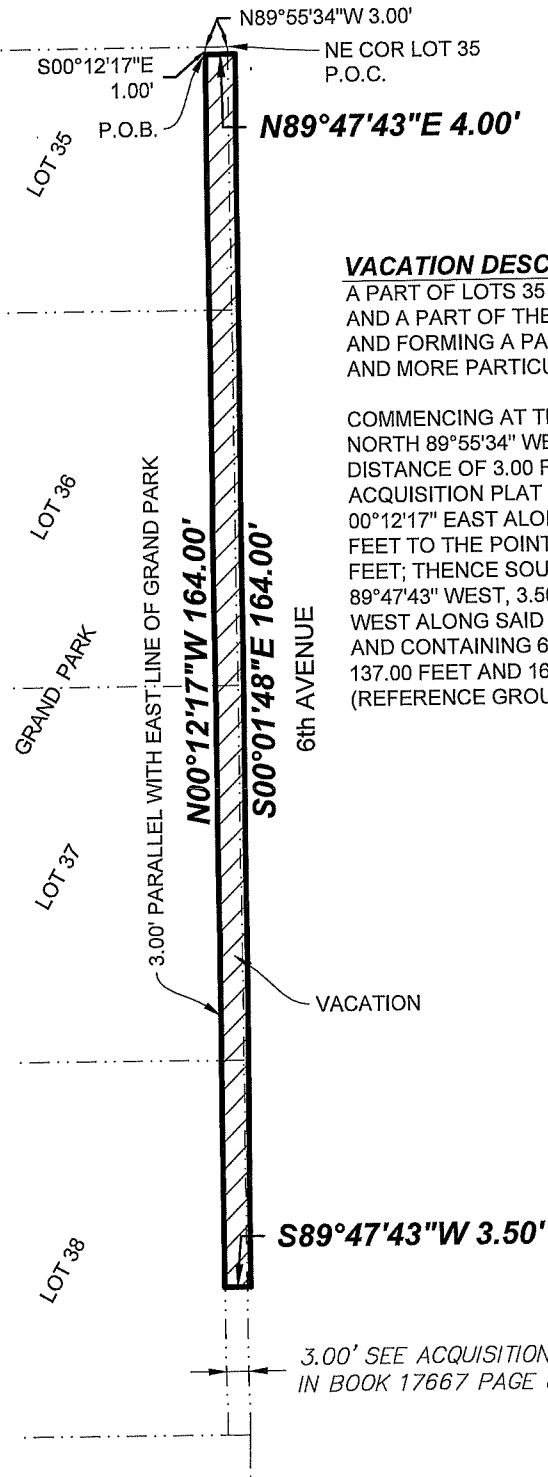 N89°55'34"W 3.00'
NE COR LOT 35
P.O.C.
S00°12'17"E
1.00'
P.O.B.
N89°47'43"E 4.00'
LOT 35
VACATION DESC
A PART OF LOTS 35
AND A PART OF THE
AND FORMING A PA
AND MORE PARTICU
COMMENCING AT T
NORTH 89°55'34" WE
DISTANCE OF 3.00 F
ACQUISITION PLAT
00°12'17" EAST ALO
FEET TO THE POINT
FEET; THENCE SOU
89°47'43" WEST, 3.50
WEST ALONG SAID
AND CONTAINING 6
137.00 FEET AND 16
(REFERENCE GROU
LOT 36
GRAND PARK
3.00' PARALLEL WITH EAST LINE OF GRAND PARK
N00°12'17"W 164.00'
S00°01'48"E 164.00'
6th AVENUE
LOT 37
VACATION
S89°47'43"W 3.50'
LOT 38
3.00' SEE ACQUISITION
IN BOOK 17667 PAGE